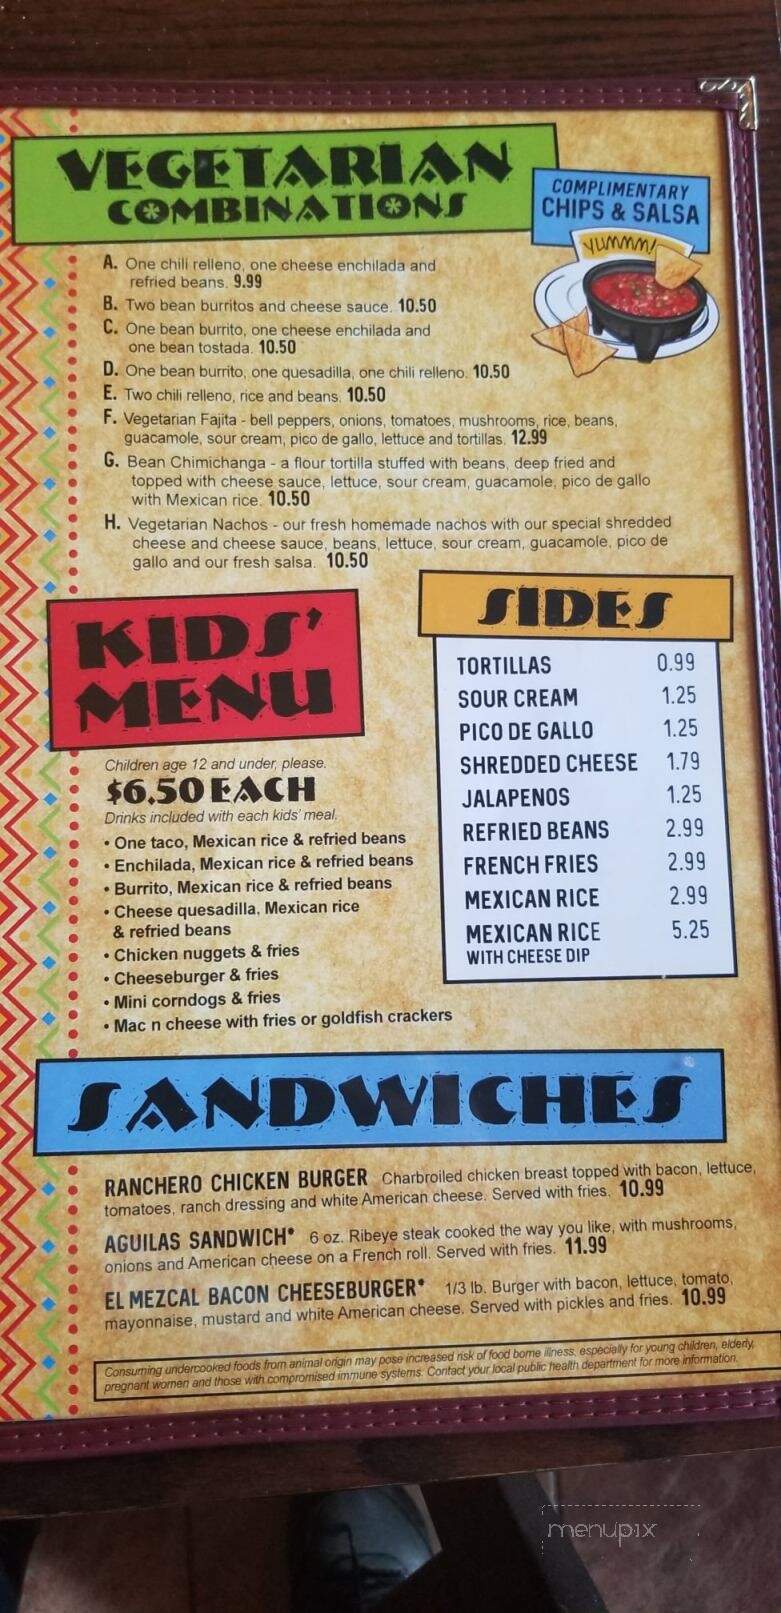 VEGETARIAN
COMBINATIONS
COMPLIMENTARY
CHIPS & SALSA
YUMMM!
A. One chili relleno, one cheese enchilada and
refried beans. 9.99
B. Two bean burritos and cheese sauce. 10.50
C. One bean burrito, one cheese enchilada and
one bean tostada. 10.50
D. One bean burrito, one quesadilla, one chili relleno. 10.50
E. Two chili relleno, rice and beans. 10.50
F. Vegetarian Fajita - bell peppers, onions, tomatoes, mushrooms, rice, beans,
guacamole, sour cream, pico de gallo, lettuce and tortillas. 12.99
G. Bean Chimichanga - a flour tortilla stuffed with beans, deep fried and
topped with cheese sauce, lettuce, sour cream, guacamole, pico de gallo
with Mexican rice. 10.50
H. Vegetarian Nachos - our fresh homemade nachos with our special shredded
cheese and cheese sauce, beans, lettuce, sour cream, guacamole, pico de
gallo and our fresh salsa. 10.50
KIDS'
MENU
Children age 12 and under, please.
$6.50 EACH
Drinks included with each kids' meal.
• One taco, Mexican rice & refried beans
• Enchilada, Mexican rice & refried beans
• Burrito, Mexican rice & refried beans
• Cheese quesadilla, Mexican rice
& refried beans
• Chicken nuggets & fries
• Cheeseburger & fries
• Mini corndogs & fries
• Mac n cheese with fries or goldfish crackers
SIDES
TORTILLAS 0.99
SOUR CREAM 1.25
PICO DE GALLO 1.25
SHREDDED CHEESE 1.79
JALAPENOS 1.25
REFRIED BEANS 2.99
FRENCH FRIES 2.99
MEXICAN RICE 2.99
MEXICAN RICE 5.25
WITH CHEESE DIP
SANDWICHES
RANCHERO CHICKEN BURGER Charbroiled chicken breast topped with bacon, lettuce,
tomatoes, ranch dressing and white American cheese. Served with fries. 10.99
AGUILAS SANDWICH* 6 oz. Ribeye steak cooked the way you like, with mushrooms,
onions and American cheese on a French roll. Served with fries. 11.99
EL MEZCAL BACON CHEESEBURGER* 1/3 lb. Burger with bacon, lettuce, tomato,
mayonnaise, mustard and white American cheese. Served with pickles and fries. 10.99
Consuming undercooked foods from animal origin may pose increased risk of food borne illness, especially for young children, elderly,
pregnant women and those with compromised immune systems. Contact your local public health department for more information.
menupix